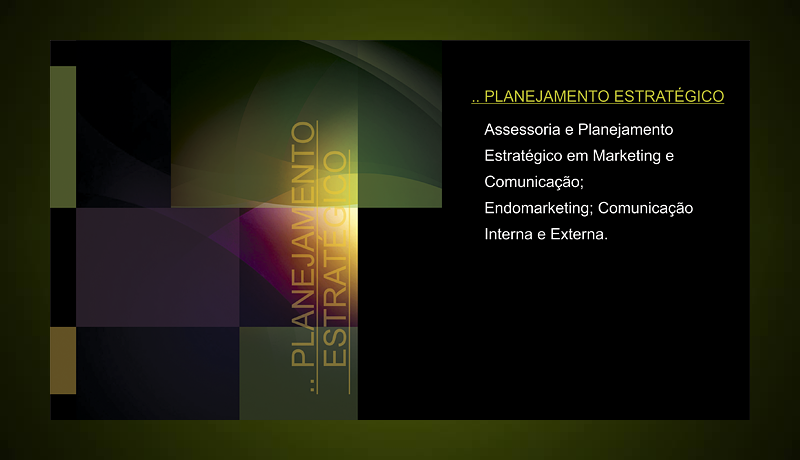 .. PLANEJAMENTO
ESTRATÉGICO
.. PLANEJAMENTO ESTRATÉGICO
Assessoria e Planejamento
Estratégico em Marketing e
Comunicação;
Endomarketing; Comunicação
Interna e Externa.